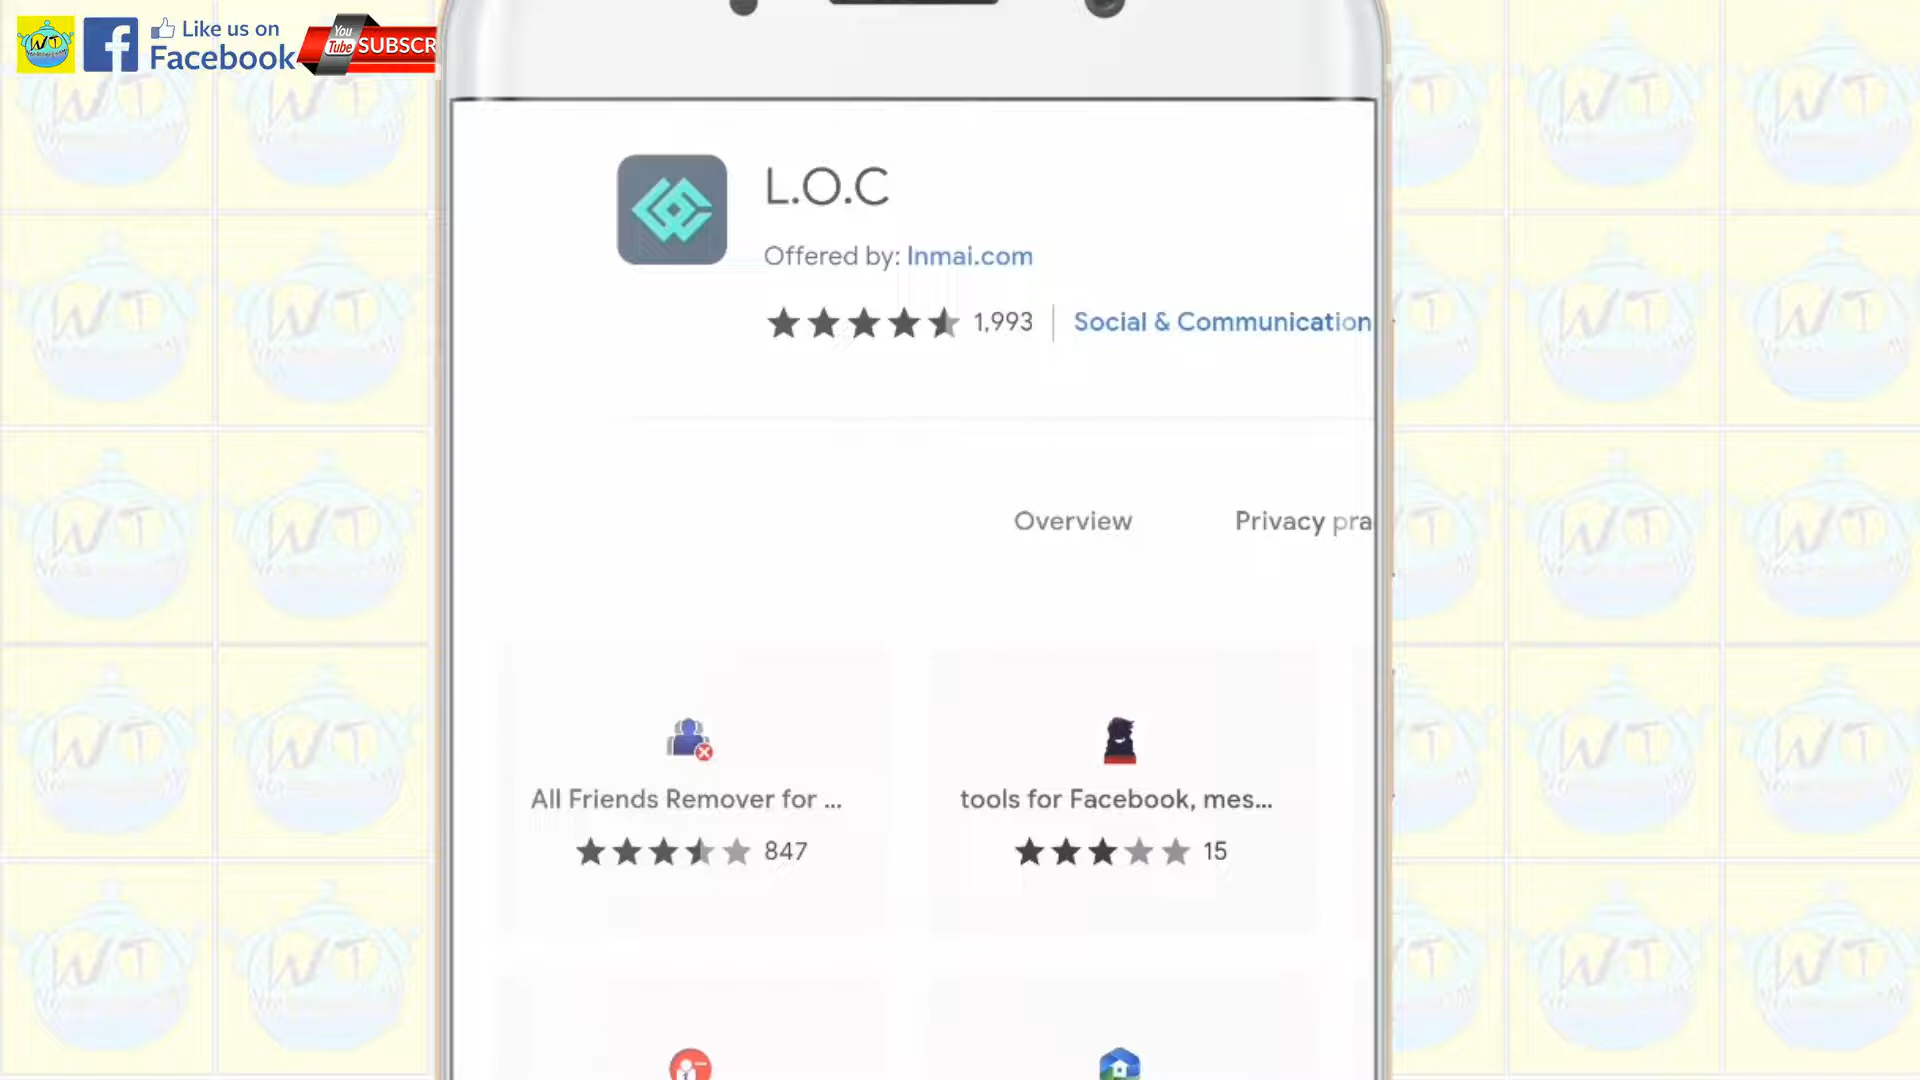 Like us on
Facebook
You
Tube SUBSCR
L.O.C
Offered by: Inmai.com
1,993
Social & Communication
Overview
Privacy pra
All Friends Remover for ...
847
tools for Facebook, mes...
15
WT